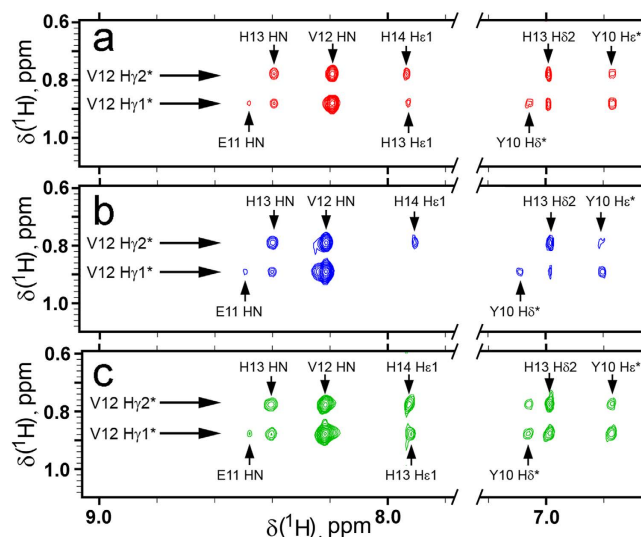 0.6
a
H13 HN
V12 HN
H14 Hε1
H13 Hδ2
Y10 Hε*
V12 Hγ2*
0.8
V12 Hγ1*
1.0
E11 HN
H13 Hε1
Y10 Hδ*
δ(¹H), ppm
0.6
b
H13 HN
V12 HN
H14 Hε1
H13 Hδ2
Y10 Hε*
V12 Hγ2*
0.8
V12 Hγ1*
1.0
E11 HN
Y10 Hδ*
δ(¹H), ppm
0.6
c
H13 HN
V12 HN
H14 Hε1
H13 Hδ2
Y10 Hε*
V12 Hγ2*
0.8
V12 Hγ1*
1.0
E11 HN
H13 Hε1
Y10 Hδ*
δ(¹H), ppm
9.0
δ(¹H), ppm
8.0
7.0